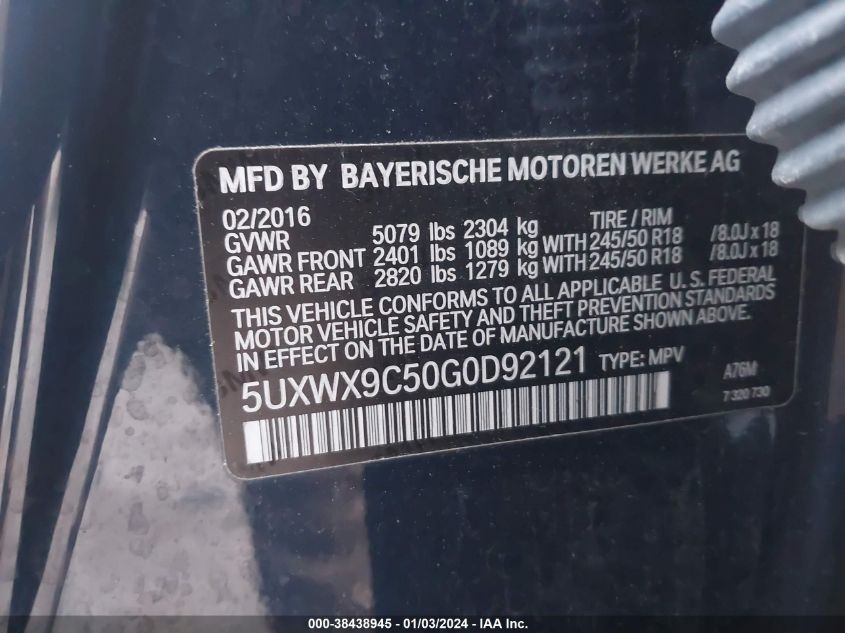 MFD BY BAYERISCHE MOTOREN WERKE AG
02/2016 TIRE / RIM
GVWR 5079 lbs 2304 kg
GAWR FRONT 2401 lbs 1089 kg WITH 245/50 R18 /8.0J x 18
GAWR REAR 2820 lbs 1279 kg WITH 245/50 R18 /8.0J x 18
THIS VEHICLE CONFORMS TO ALL APPLICABLE U.S. FEDERAL
MOTOR VEHICLE SAFETY AND THEFT PREVENTION STANDARDS
IN EFFECT ON THE DATE OF MANUFACTURE SHOWN ABOVE.
5UXWX9C50G0D92121 TYPE: MPV A76M
7 320 730
000-38438945 - 01/03/2024 - IAA Inc.